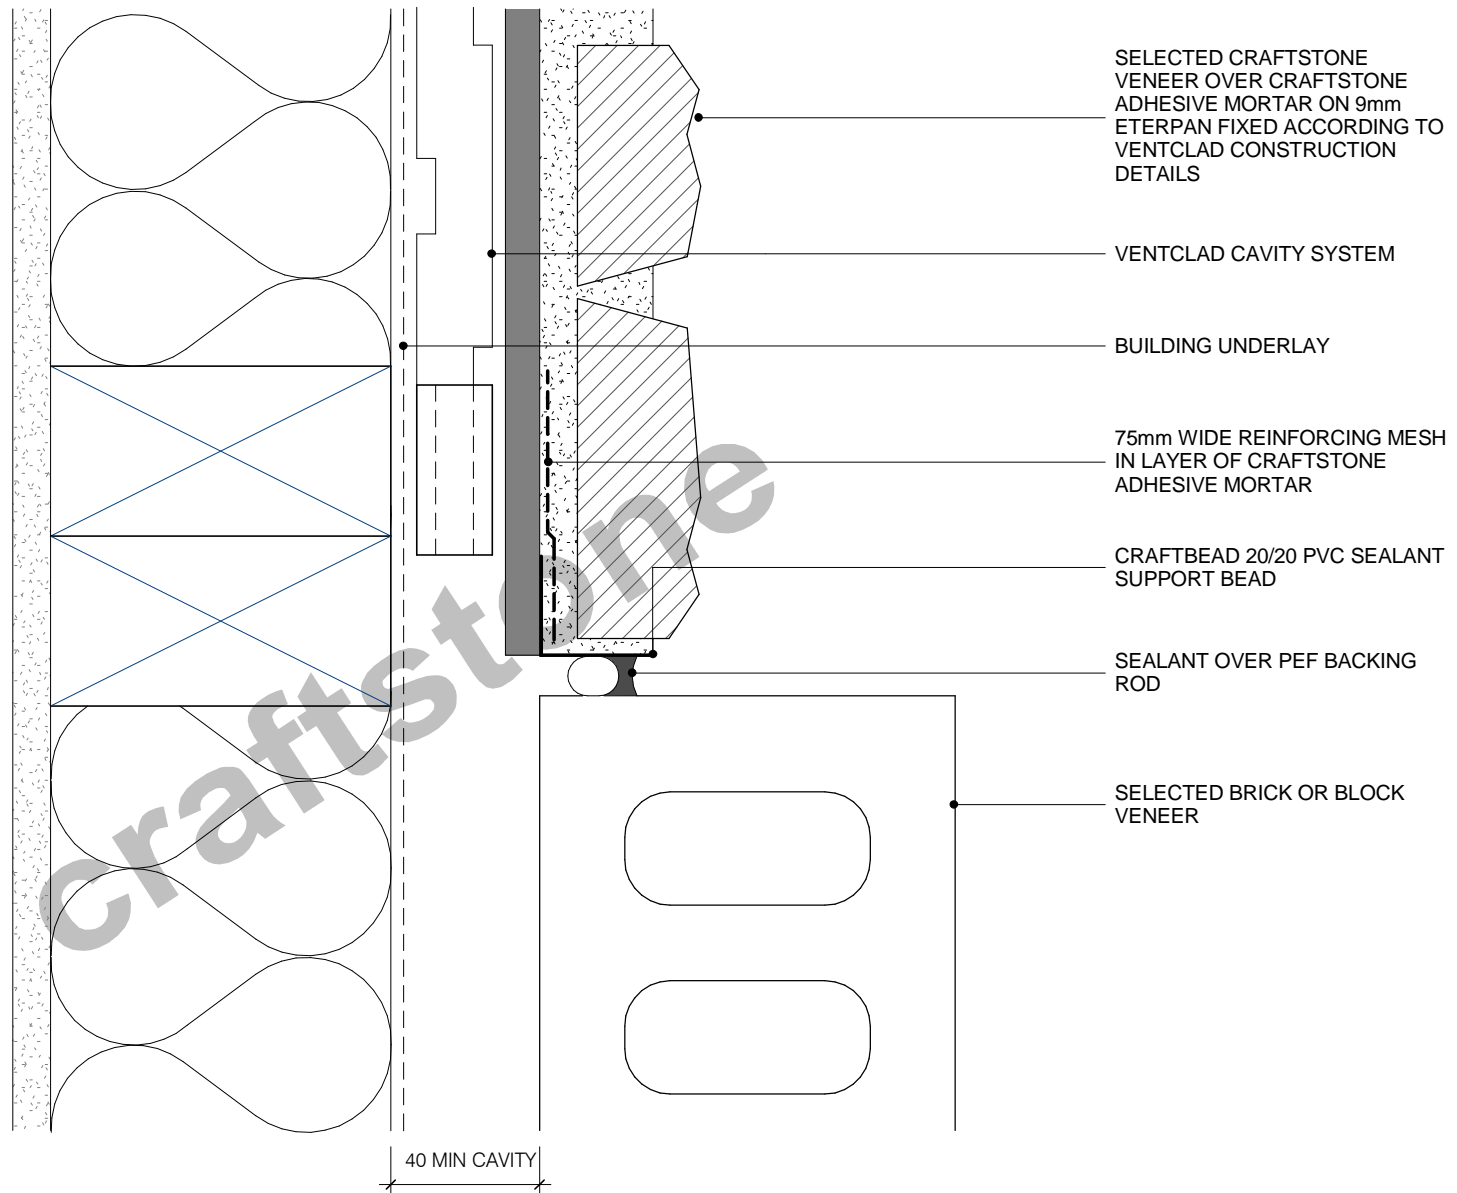 SELECTED CRAFTSTONE
VENEER OVER CRAFTSTONE
ADHESIVE MORTAR ON 9mm
ETERPAN FIXED ACCORDING TO
VENTCLAD CONSTRUCTION
DETAILS
VENTCLAD CAVITY SYSTEM
BUILDING UNDERLAY
75mm WIDE REINFORCING MESH
IN LAYER OF CRAFTSTONE
ADHESIVE MORTAR
CRAFTBEAD 20/20 PVC SEALANT
SUPPORT BEAD
SEALANT OVER PEF BACKING
ROD
SELECTED BRICK OR BLOCK
VENEER
craftstone
40 MIN CAVITY